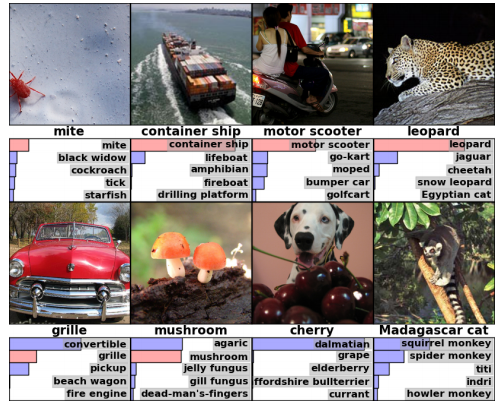 mite
container ship
motor scooter
leopard
mite
black widow
cockroach
tick
starfish
container ship
lifeboat
amphibian
fireboat
drilling platform
motor scooter
go-kart
moped
bumper car
golfcart
leopard
jaguar
cheetah
snow leopard
Egyptian cat
grille
mushroom
cherry
Madagascar cat
convertible
grille
pickup
beach wagon
fire engine
agaric
mushroom
jelly fungus
gill fungus
dead-man's-fingers
dalmatian
grape
elderberry
ffordshire bullterrier
currant
squirrel monkey
spider monkey
titi
indri
howler monkey